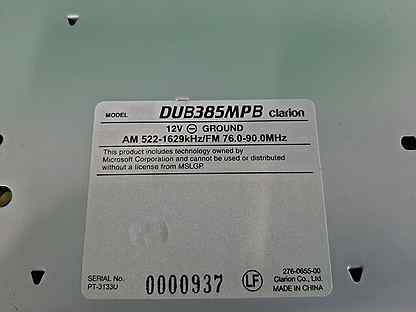 MODEL DUB385MPB clarion
12V ⊖ GROUND
AM 522-1629kHz/FM 76.0-90.0MHz
This product includes technology owned by
Microsoft Corporation and cannot be used or distributed
without a license from MSLGP.
SERIAL No.
PT-3133U
0000937
LF
276-0655-00
Clarion Co., Ltd.
MADE IN CHINA